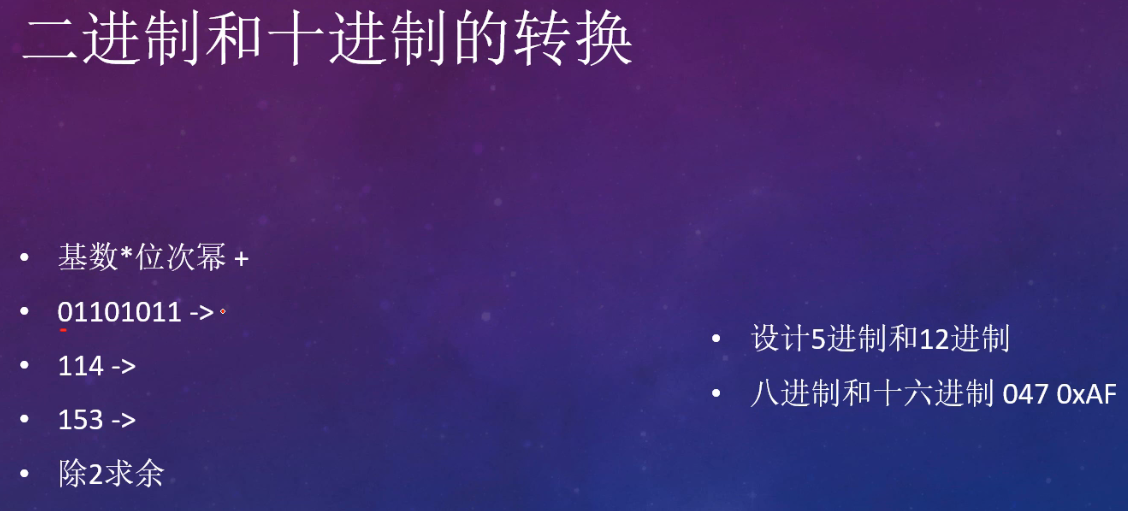 二进制和十进制的转换
基数*位次幂 +
01101011 ->
114 ->
153 ->
除2求余
设计5进制和12进制
八进制和十六进制 047 0xAF